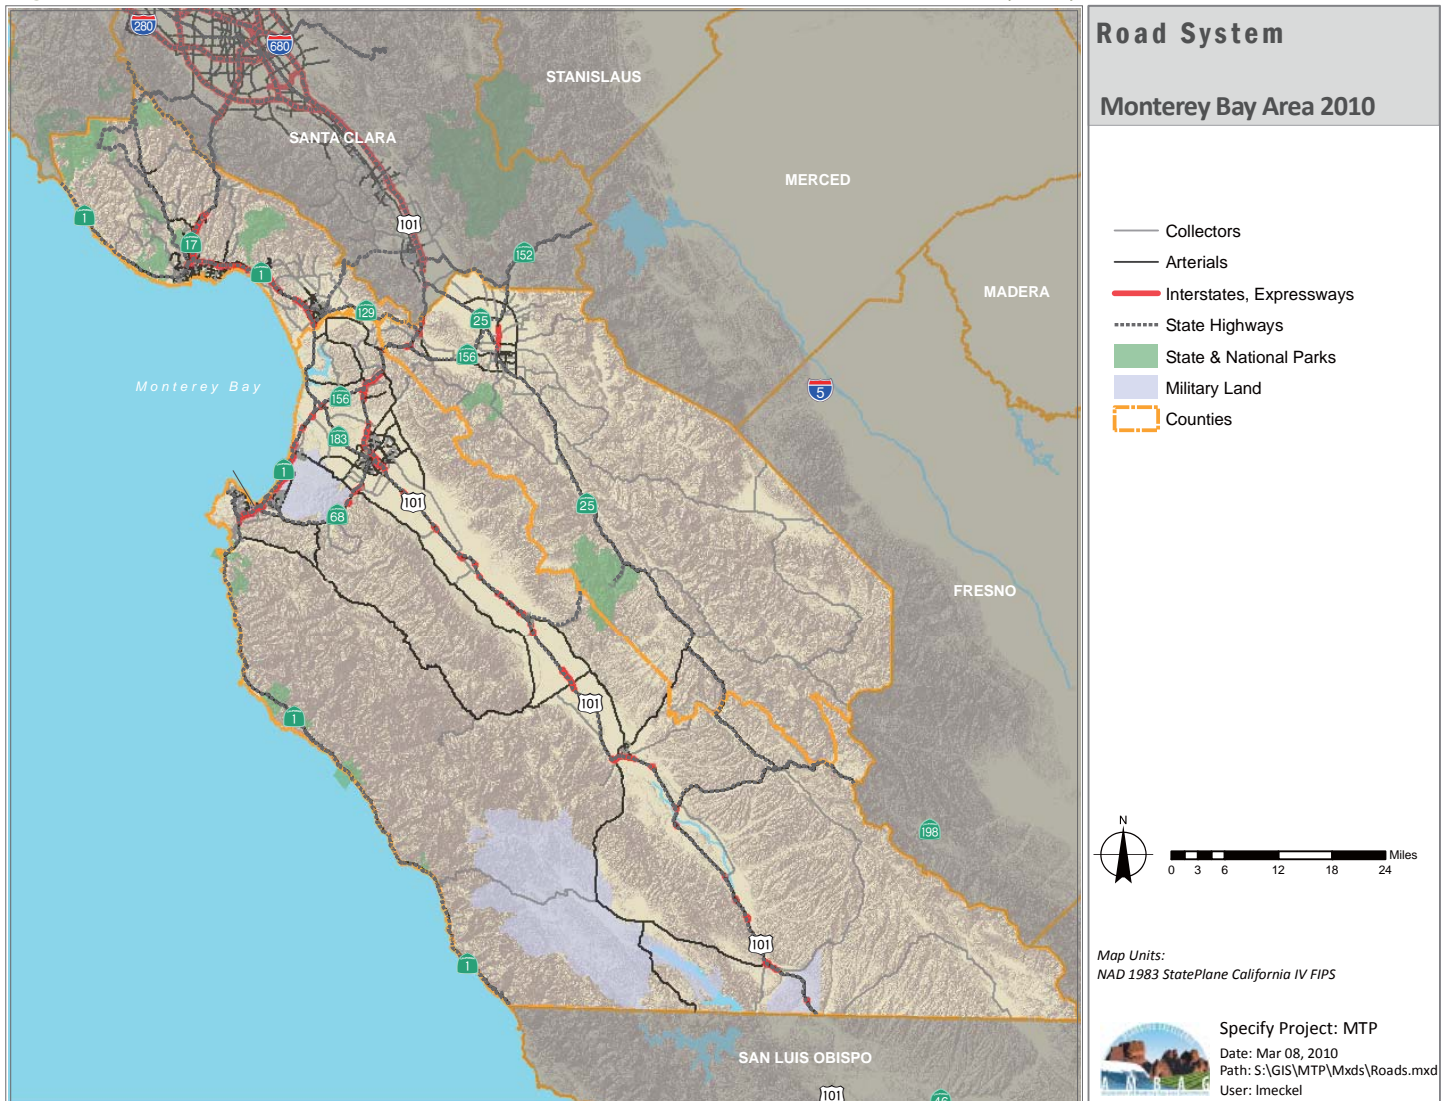 Road System
Monterey Bay Area 2010
280
680
STANISLAUS
SANTA CLARA
MERCED
1
101
17
152
1
MADERA
129
25
156
Monterey Bay
5
156
183
1
101
25
68
FRESNO
101
1
198
101
1
SAN LUIS OBISPO
101
46
Collectors
Arterials
Interstates, Expressways
State Highways
State & National Parks
Military Land
Counties
N
Miles
0 3 6 12 18 24
Map Units:
NAD 1983 StatePlane California IV FIPS
AMBAG
Specify Project: MTP
Date: Mar 08, 2010
Path: S:\GIS\MTP\Mxds\Roads.mxd
User: lmeckel